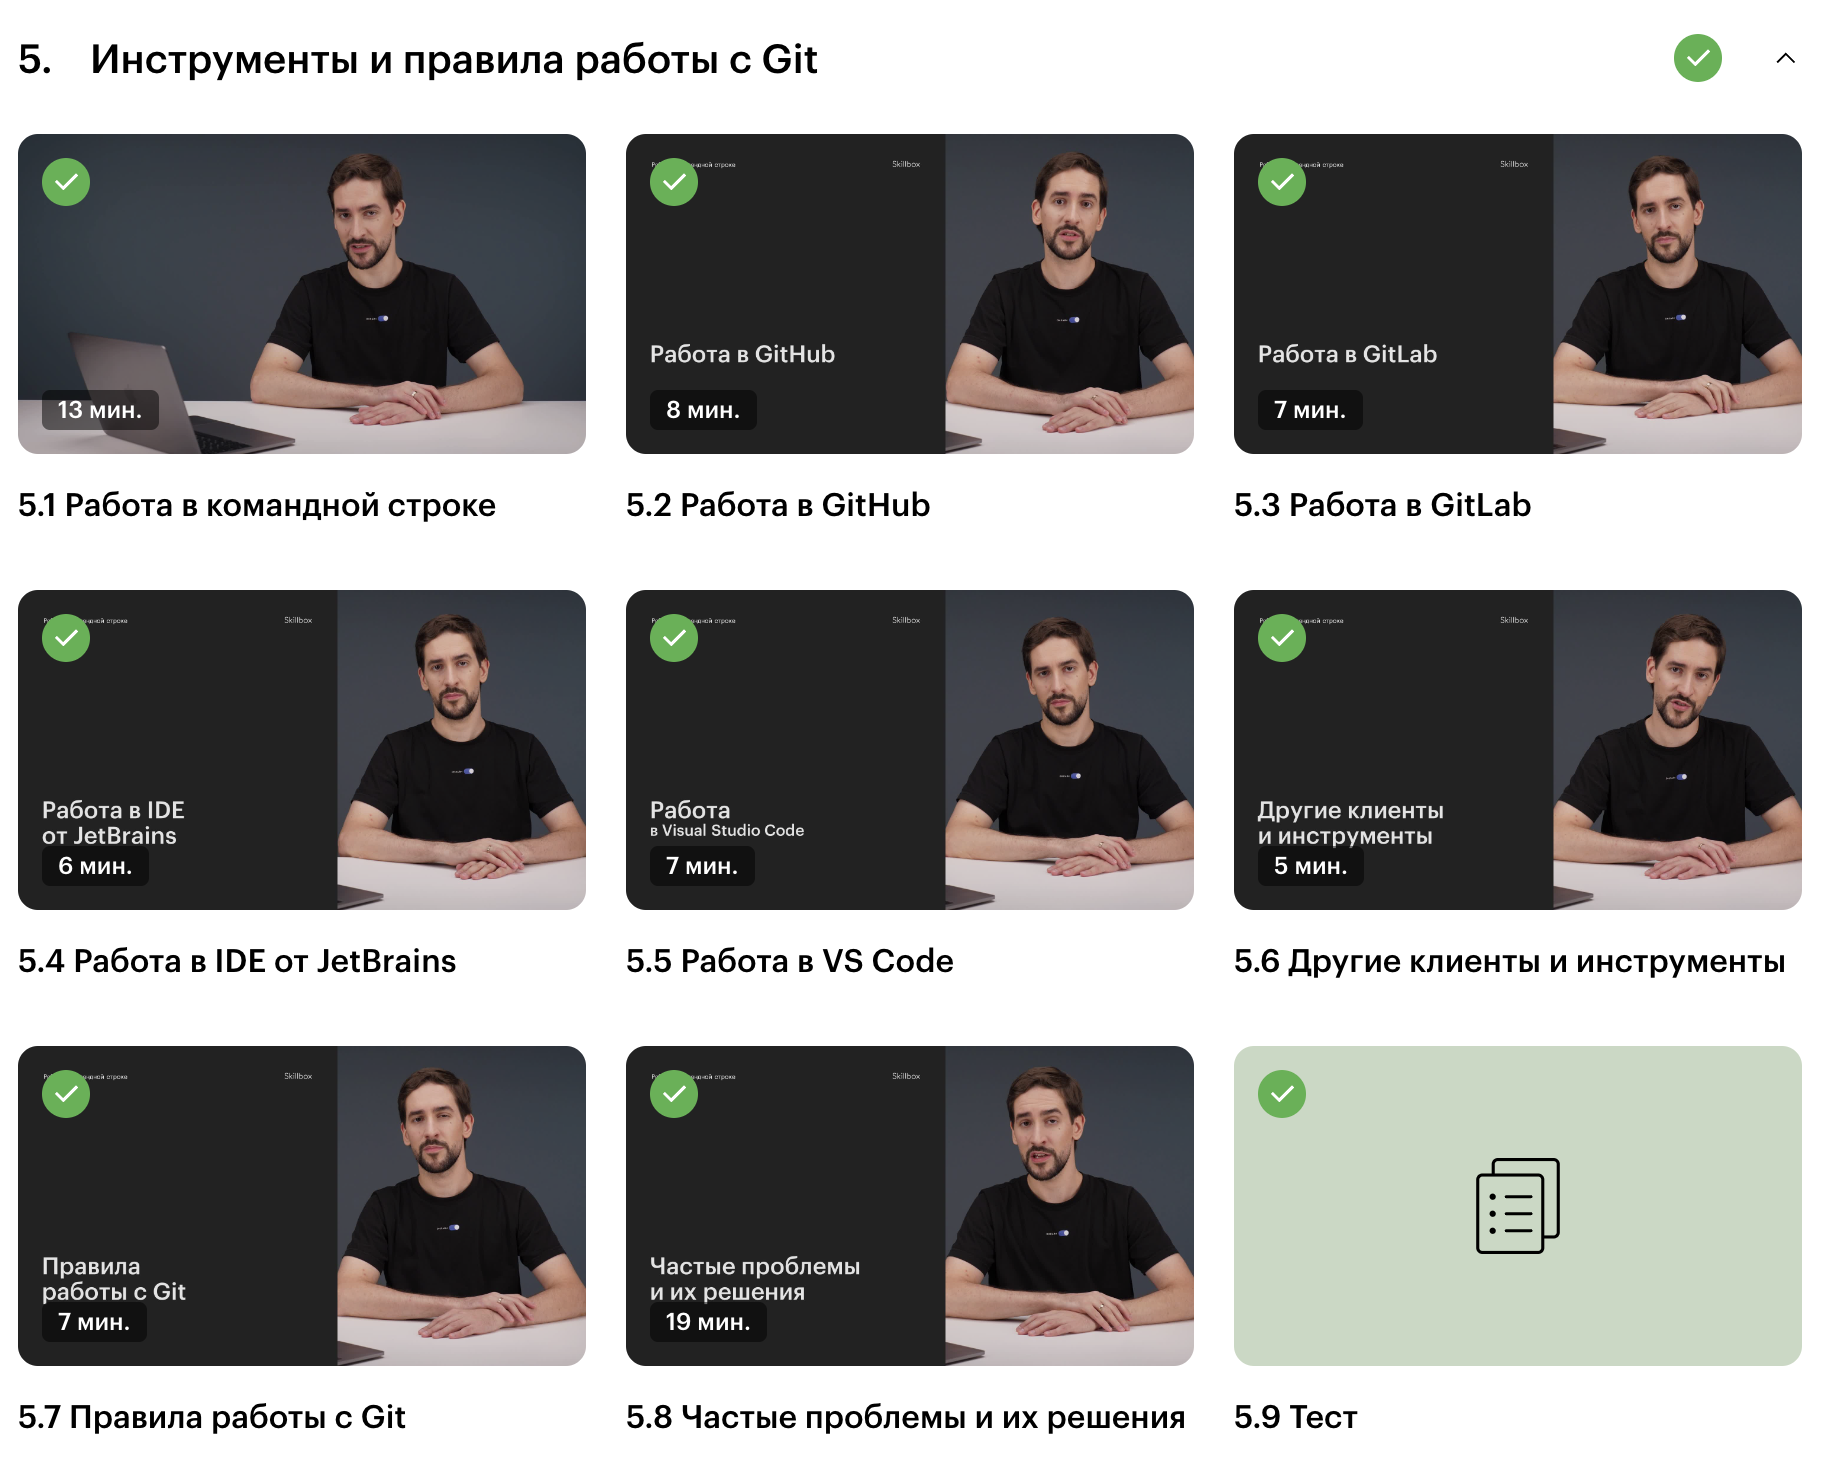 5. Инструменты и правила работы с Git
13 мин.
5.1 Работа в командной строке
Skillbox
Работа в GitHub
8 мин.
5.2 Работа в GitHub
Skillbox
Работа в GitLab
7 мин.
5.3 Работа в GitLab
Skillbox
Работа в IDE
от JetBrains
6 мин.
5.4 Работа в IDE от JetBrains
Skillbox
Работа
в Visual Studio Code
7 мин.
5.5 Работа в VS Code
Skillbox
Другие клиенты
и инструменты
5 мин.
5.6 Другие клиенты и инструменты
Skillbox
Правила
работы с Git
7 мин.
5.7 Правила работы с Git
Skillbox
Частые проблемы
и их решения
19 мин.
5.8 Частые проблемы и их решения
5.9 Тест